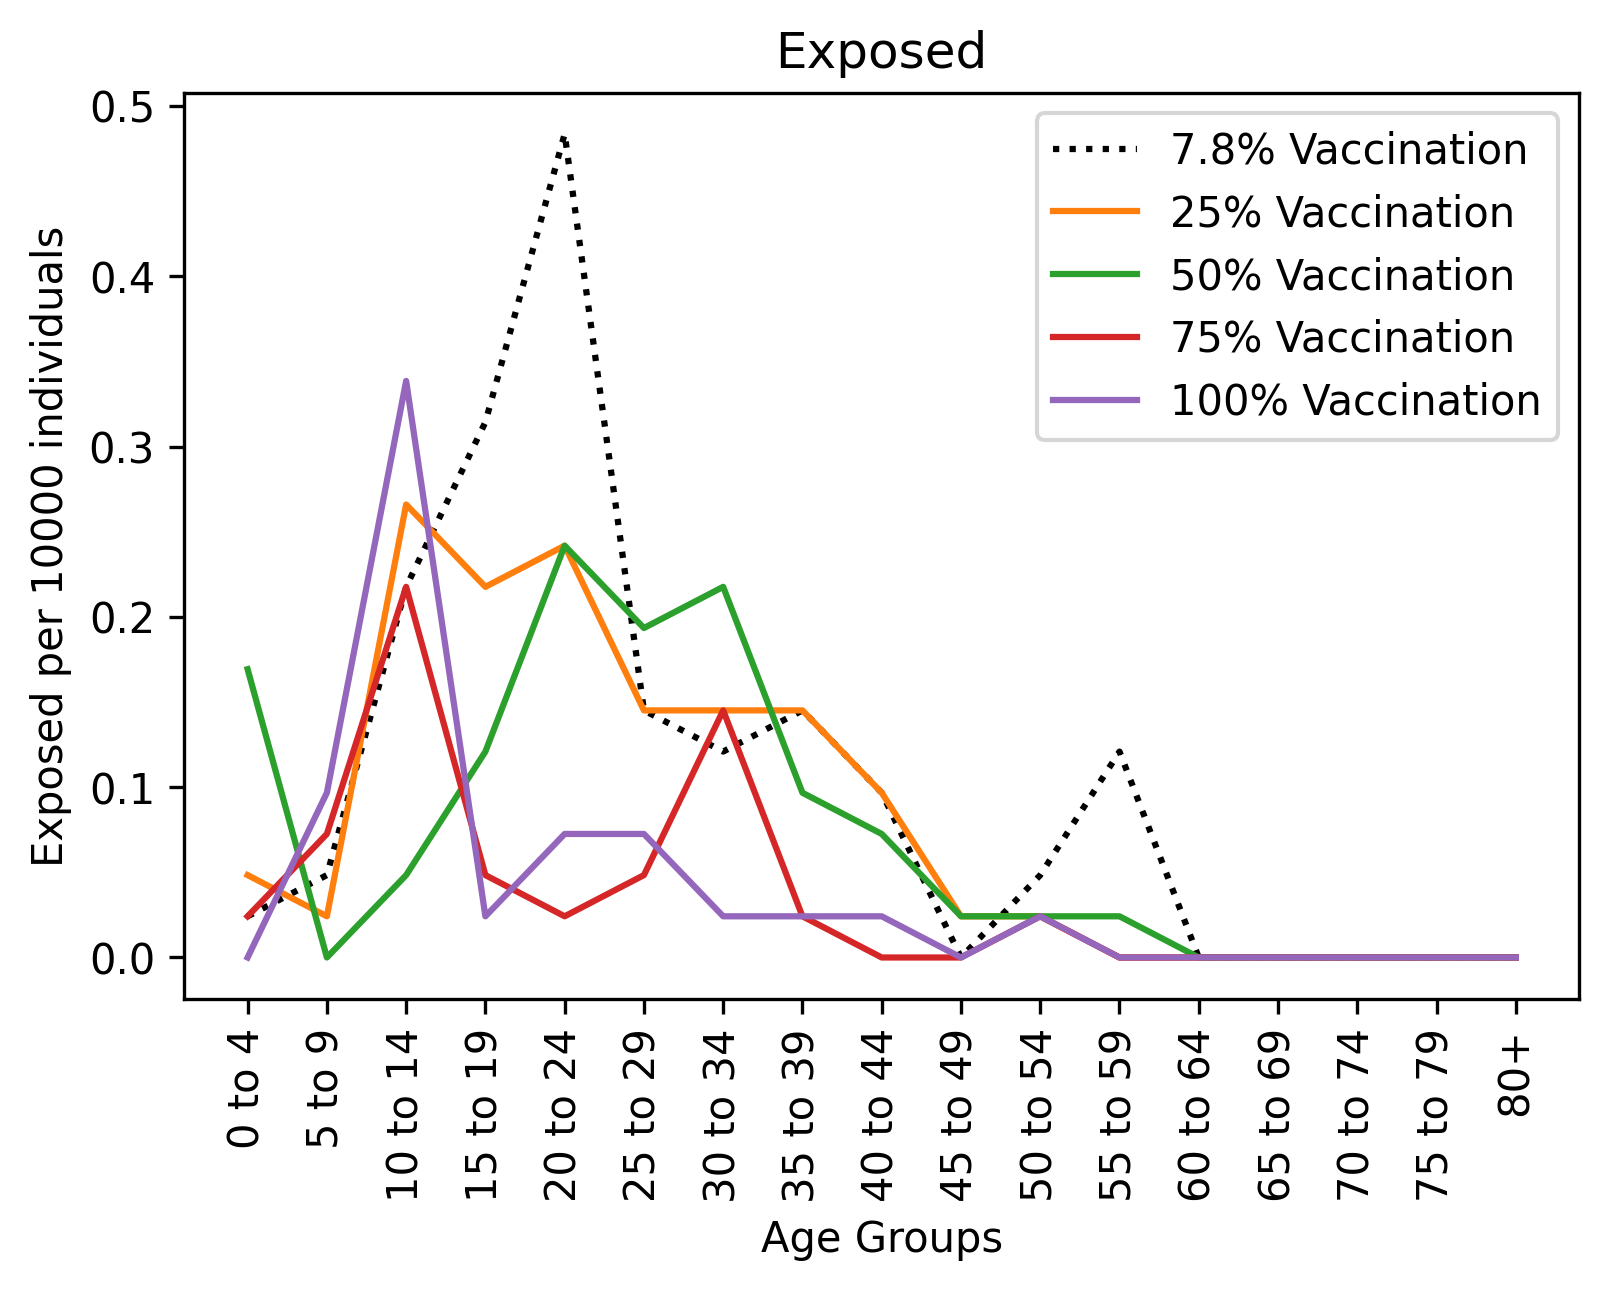 Exposed
0.5
0.4
0.3
0.2
0.1
0.0
Exposed per 10000 individuals
7.8% Vaccination
25% Vaccination
50% Vaccination
75% Vaccination
100% Vaccination
0 to 4
5 to 9
10 to 14
15 to 19
20 to 24
25 to 29
30 to 34
35 to 39
40 to 44
45 to 49
50 to 54
55 to 59
60 to 64
65 to 69
70 to 74
75 to 79
80+
Age Groups